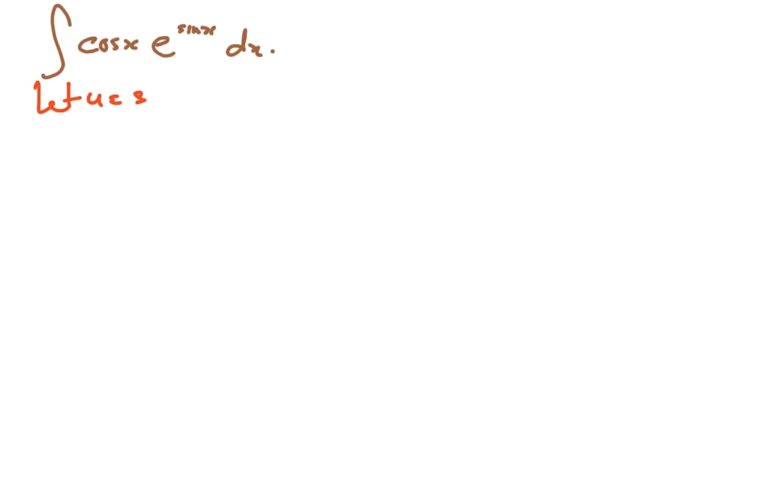 ∫ cosx e^sinx dx.
let u = s